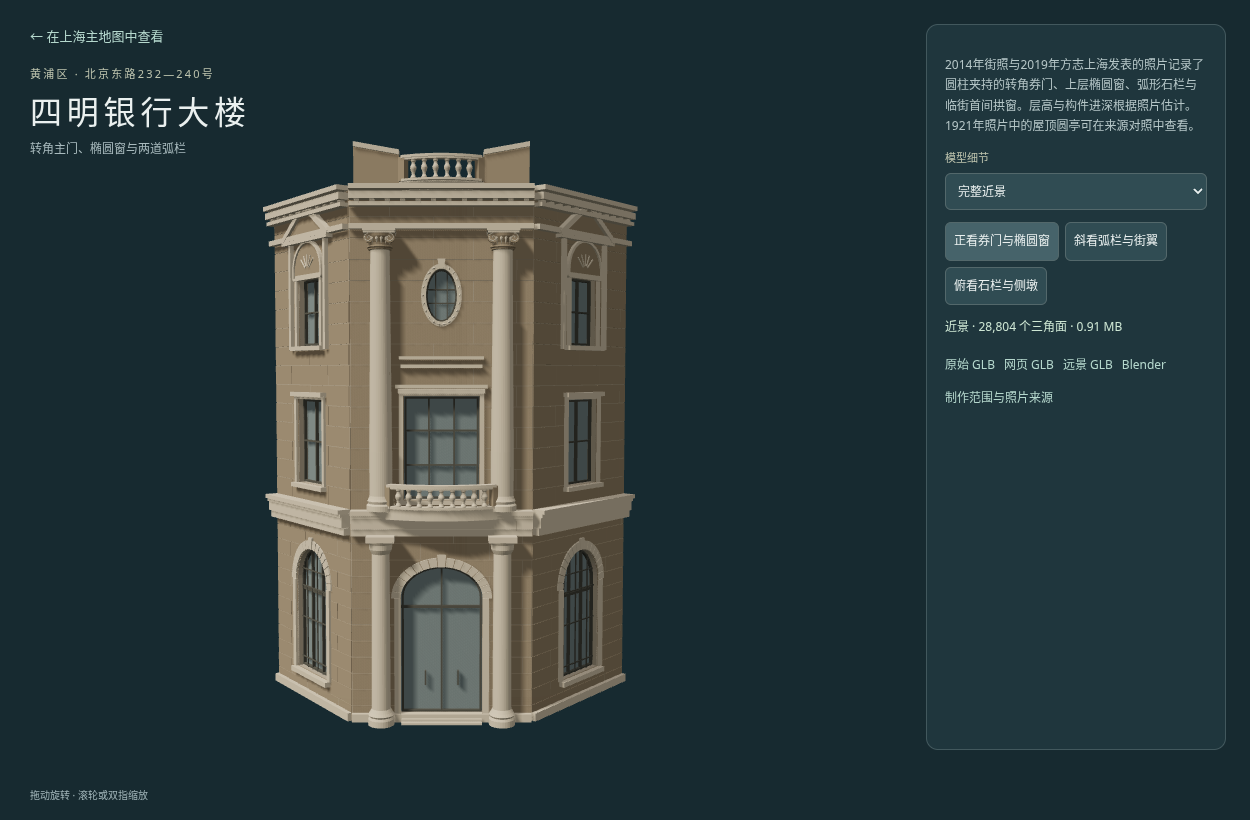 ← 在上海主地图中查看
黄浦区 · 北京东路232—240号
四明银行大楼
转角主门、椭圆窗与两道弧栏
2014年街照与2019年方志上海发表的照片记录了
圆柱夹持的转角券门、上层椭圆窗、弧形石栏与
临街首间拱窗。层高与构件进深根据照片估计。
1921年照片中的屋顶圆亭可在来源对照中查看。
模型细节
完整近景
正看券门与椭圆窗
斜看弧栏与街翼
俯看石栏与侧墩
近景 · 28,804 个三角面 · 0.91 MB
原始 GLB 网页 GLB 远景 GLB Blender
制作范围与照片来源
拖动旋转 · 滚轮或双指缩放